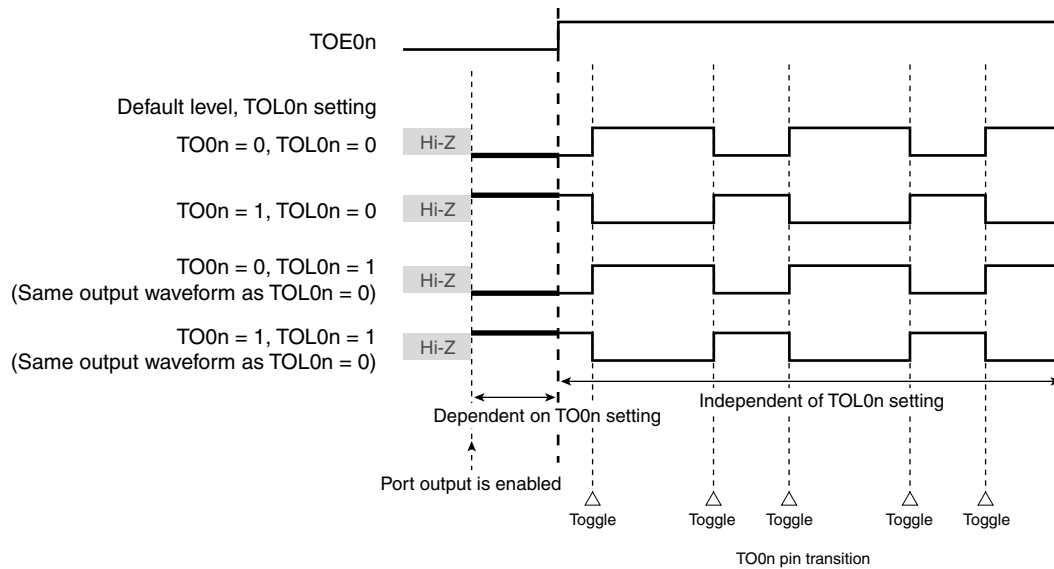 TOE0n
Default level, TOL0n setting
TO0n = 0, TOL0n = 0
Hi-Z
TO0n = 1, TOL0n = 0
Hi-Z
TO0n = 0, TOL0n = 1
(Same output waveform as TOL0n = 0)
Hi-Z
TO0n = 1, TOL0n = 1
(Same output waveform as TOL0n = 0)
Hi-Z
Dependent on TO0n setting
Independent of TOL0n setting
Port output is enabled
Toggle Toggle Toggle Toggle Toggle
TO0n pin transition